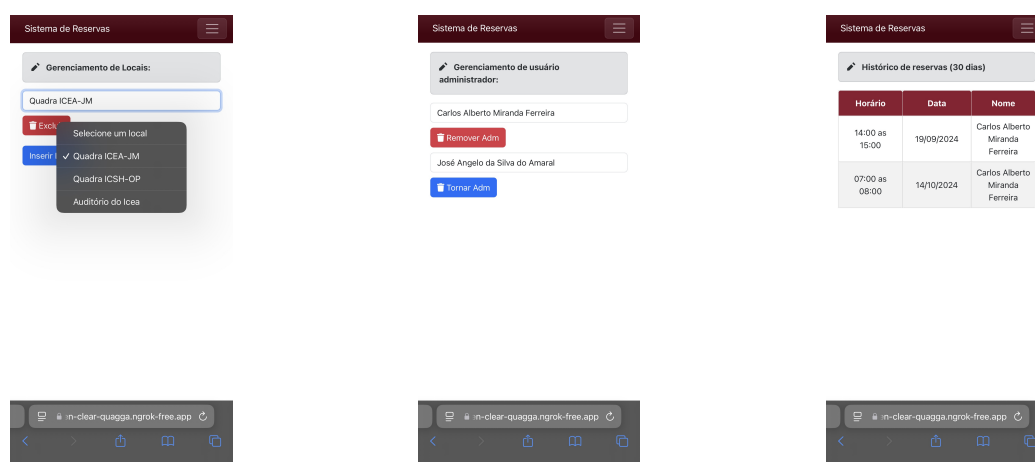 Sistema de Reservas
Gerenciamento de Locais:
Quadra ICEA-JM
Selecione um local
✓ Quadra ICEA-JM
Quadra ICSH-OP
Auditório do Icea
Inserir
n-clear-quagga.ngrok-free.app
Sistema de Reservas
Gerenciamento de usuário
administrador:
Carlos Alberto Miranda Ferreira
Remover Adm
José Angelo da Silva do Amaral
Tornar Adm
n-clear-quagga.ngrok-free.app
Sistema de Reservas
Histórico de reservas (30 dias)
Horário Data Nome
14:00 as
15:00
19/09/2024
Carlos Alberto
Miranda
Ferreira
07:00 as
08:00
14/10/2024
Carlos Alberto
Miranda
Ferreira
n-clear-quagga.ngrok-free.app